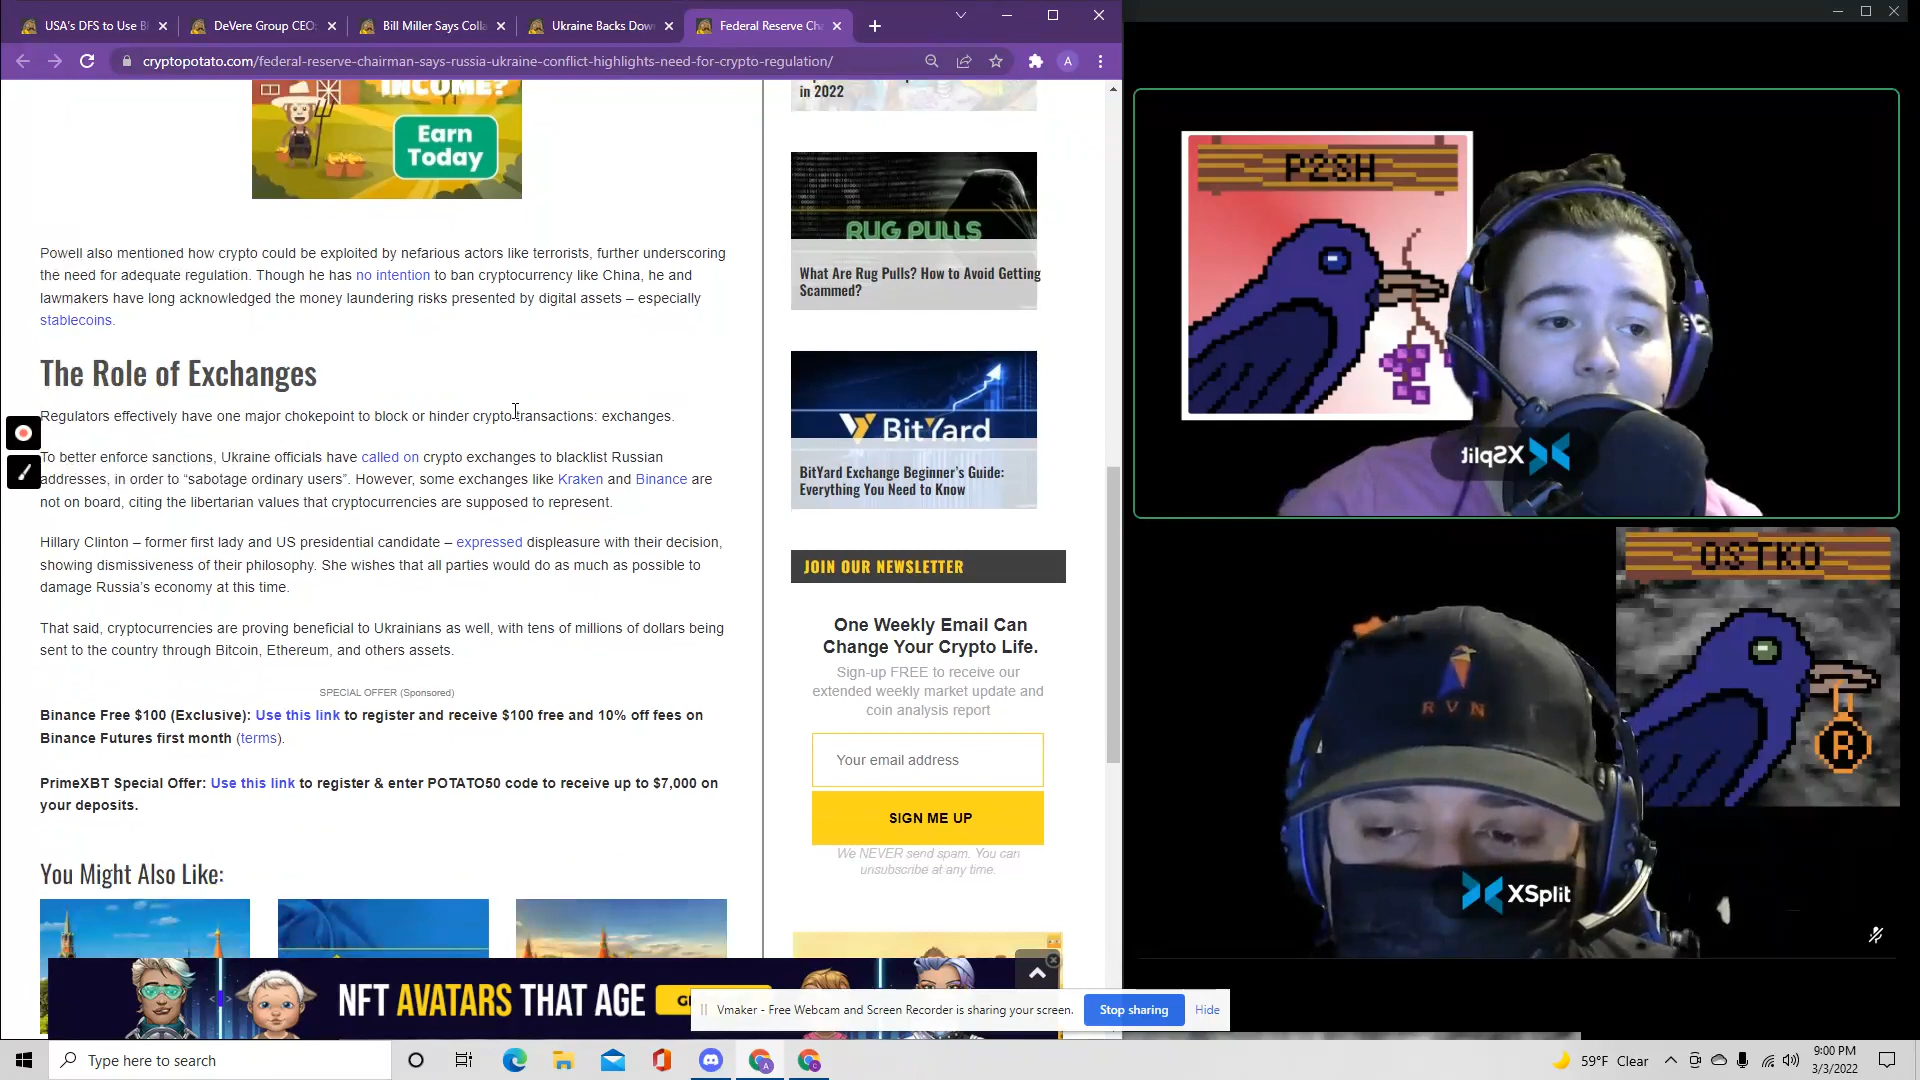 USA's DFS to Use Bl
DeVere Group CEO:
Bill Miller Says Colla
Ukraine Backs Down
Federal Reserve Cha
cryptopotato.com/federal-reserve-chairman-says-russia-ukraine-conflict-highlights-need-for-crypto-regulation/
A
INCOME?
Earn
Today
Powell also mentioned how crypto could be exploited by nefarious actors like terrorists, further underscoring
the need for adequate regulation. Though he has no intention to ban cryptocurrency like China, he and
lawmakers have long acknowledged the money laundering risks presented by digital assets – especially
stablecoins.
The Role of Exchanges
Regulators effectively have one major chokepoint to block or hinder crypto transactions: exchanges.
To better enforce sanctions, Ukraine officials have called on crypto exchanges to blacklist Russian
addresses, in order to “sabotage ordinary users”. However, some exchanges like Kraken and Binance are
not on board, citing the libertarian values that cryptocurrencies are supposed to represent.
Hillary Clinton – former first lady and US presidential candidate – expressed displeasure with their decision,
showing dismissiveness of their philosophy. She wishes that all parties would do as much as possible to
damage Russia’s economy at this time.
That said, cryptocurrencies are proving beneficial to Ukrainians as well, with tens of millions of dollars being
sent to the country through Bitcoin, Ethereum, and others assets.
SPECIAL OFFER (Sponsored)
Binance Free $100 (Exclusive): Use this link to register and receive $100 free and 10% off fees on
Binance Futures first month (terms).
PrimeXBT Special Offer: Use this link to register & enter POTATO50 code to receive up to $7,000 on
your deposits.
You Might Also Like:
in 2022
RUG PULLS
What Are Rug Pulls? How to Avoid Getting
Scammed?
BitYard
BitYard Exchange Beginner’s Guide:
Everything You Need to Know
JOIN OUR NEWSLETTER
One Weekly Email Can
Change Your Crypto Life.
Sign-up FREE to receive our
extended weekly market update and
coin analysis report
Your email address
SIGN ME UP
We NEVER send spam. You can
unsubscribe at any time.
NFT AVATARS THAT AGE
Vmaker - Free Webcam and Screen Recorder is sharing your screen.
Stop sharing
Hide
P2SH
XSplit
OSTKO
RVN
R
XSplit
Type here to search
59°F Clear
9:00 PM
3/3/2022